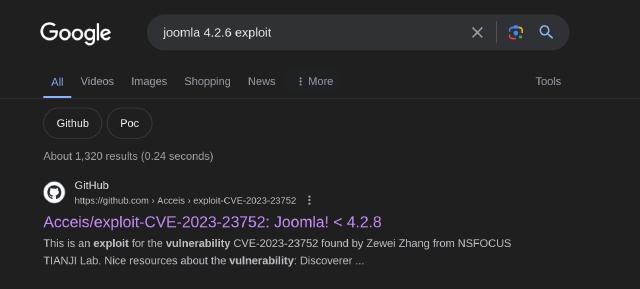 Google joomla 4.2.6 exploit
All Videos Images Shopping News More Tools
Github Poc
About 1,320 results (0.24 seconds)
GitHub
https://github.com › Acceis › exploit-CVE-2023-23752
Acceis/exploit-CVE-2023-23752: Joomla! < 4.2.8
This is an exploit for the vulnerability CVE-2023-23752 found by Zewei Zhang from NSFOCUS
TIANJI Lab. Nice resources about the vulnerability: Discoverer ...